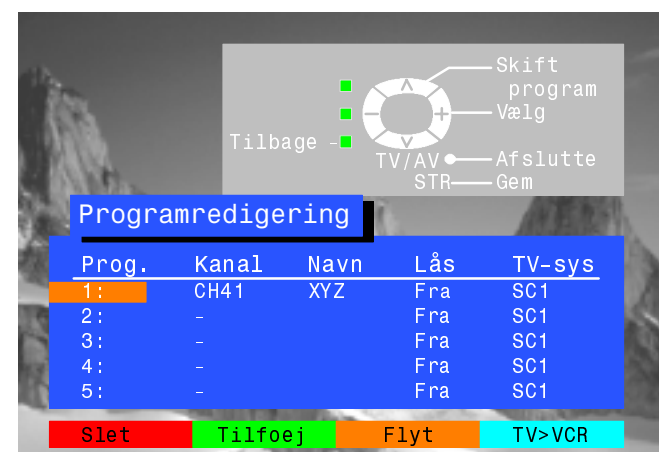 Skift
program
Vælg
Tilbage
TV/AV Afslutte
STR Gem
Programredigering
Prog. Kanal Navn Lås TV-sys
1: CH41 XYZ Fra SC1
2: - Fra SC1
3: - Fra SC1
4: - Fra SC1
5: - Fra SC1
Slet Tilfoej Flyt TV>VCR